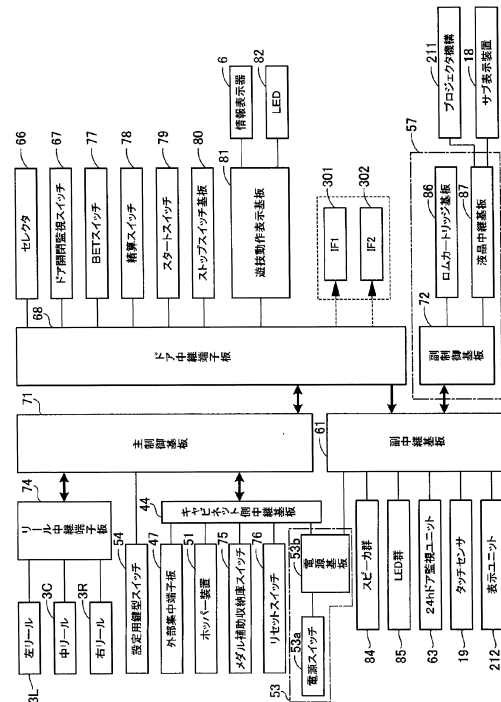 左リール
3L
中リール
3C
右リール
3R
リール中継端子板
74
設定用鍵型スイッチ
54
外部集中端子板
47
ホッパー装置
51
メダル補助収納庫スイッチ
75
リセットスイッチ
76
キャビネット側中継基板
44
電源スイッチ
53a
電源基板
53b
53
主制御基板
71
ドア中継端子板
68
セレクタ
66
ドア開閉監視スイッチ
67
BETスイッチ
77
精算スイッチ
78
スタートスイッチ
79
ストップスイッチ基板
80
遊技動作表示基板
81
情報表示器
6
LED
82
IF1
301
IF2
302
副中継基板
61
スピーカ群
84
LED群
85
24hドア監視ユニット
63
タッチセンサ
19
表示ユニット
212
副制御基板
72
ロムカートリッジ基板
86
液晶中継基板
87
57
プロジェクタ機構
211
サブ表示装置
18